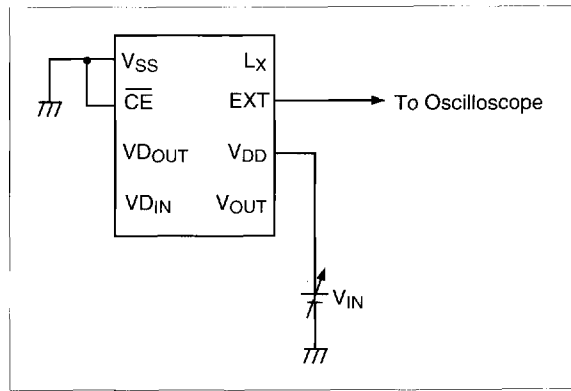 VSS LX
CE EXT To Oscilloscope
VDOUT VDD
VDIN VOUT
VIN